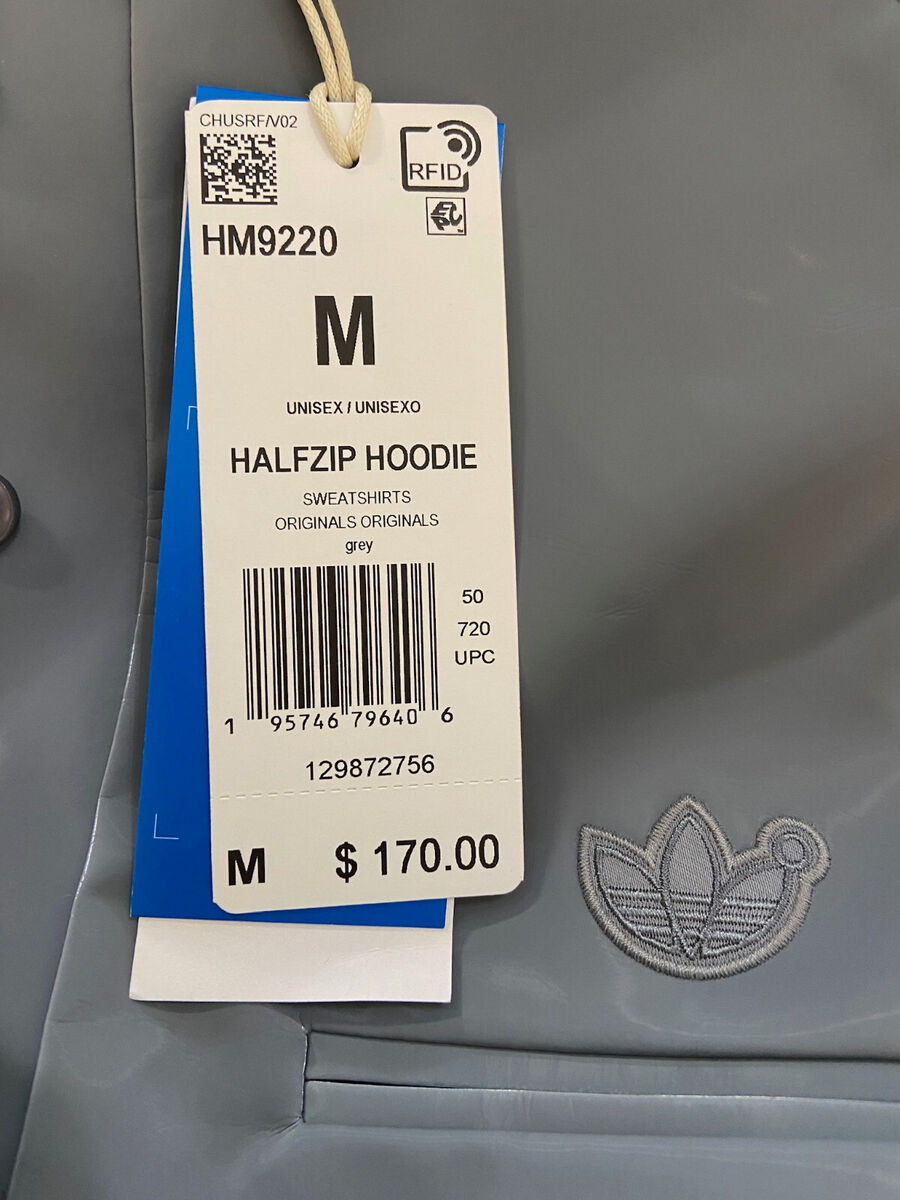 CHUSRF/V02
RFID
EPC
HM9220
M
UNISEX / UNISEXO
HALFZIP HOODIE
SWEATSHIRTS
ORIGINALS ORIGINALS
grey
50
720
UPC
1 95746 79640 6
129872756
M $ 170.00